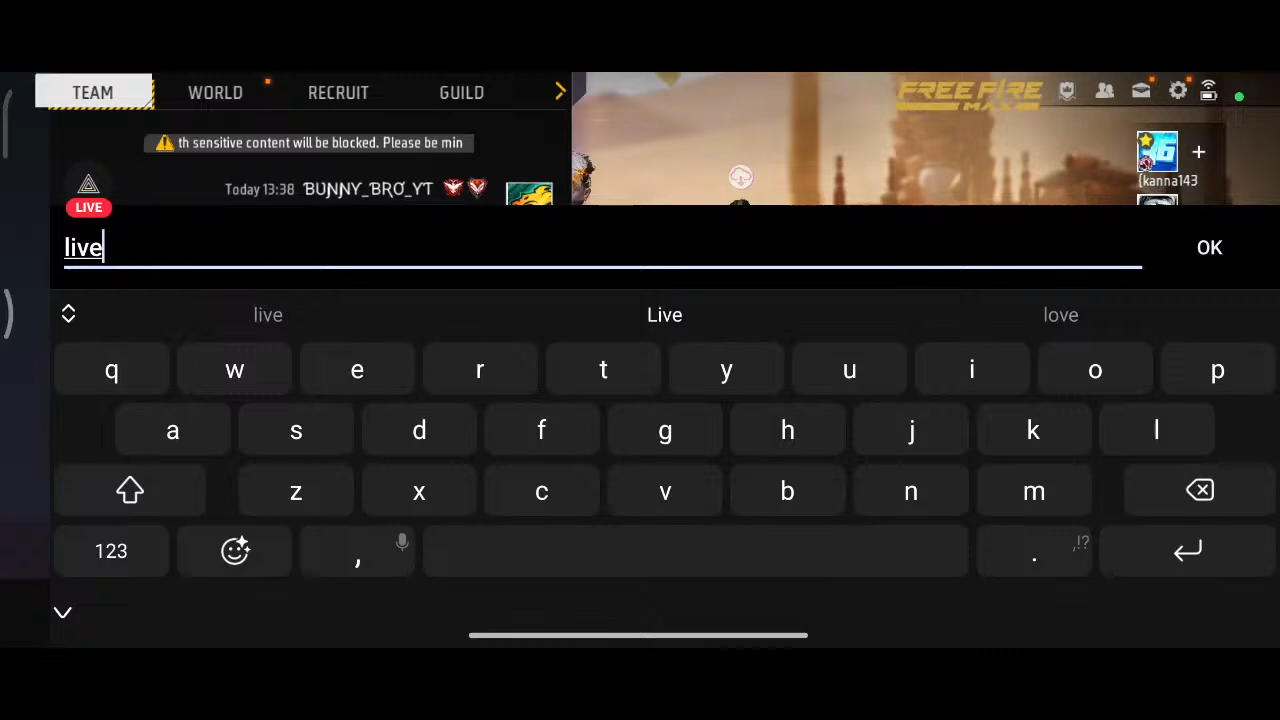 TEAM WORLD RECRUIT GUILD
FREE FIRE
MAX
th sensitive content will be blocked. Please be min
Today 13:38 BUNNY_BRO_YT
[kanna143
LIVE
live
OK
live Live love
q w e r t y u i o p
a s d f g h j k l
z x c v b n m
123 , . ,!?